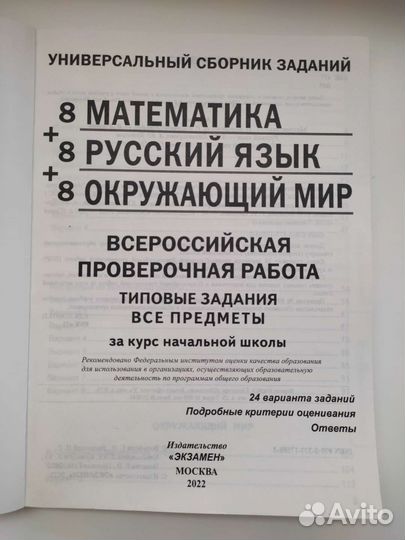 УНИВЕРСАЛЬНЫЙ СБОРНИК ЗАДАНИЙ
8 МАТЕМАТИКА
+
8 РУССКИЙ ЯЗЫК
+
8 ОКРУЖАЮЩИЙ МИР
ВСЕРОССИЙСКАЯ
ПРОВЕРОЧНАЯ РАБОТА
ТИПОВЫЕ ЗАДАНИЯ
ВСЕ ПРЕДМЕТЫ
за курс начальной школы
Рекомендовано Федеральным институтом оценки качества образования
для использования в организациях, осуществляющих образовательную
деятельность по программам общего образования
24 варианта заданий
Подробные критерии оценивания
Ответы
Издательство
«ЭКЗАМЕН»
МОСКВА
2022
Avito